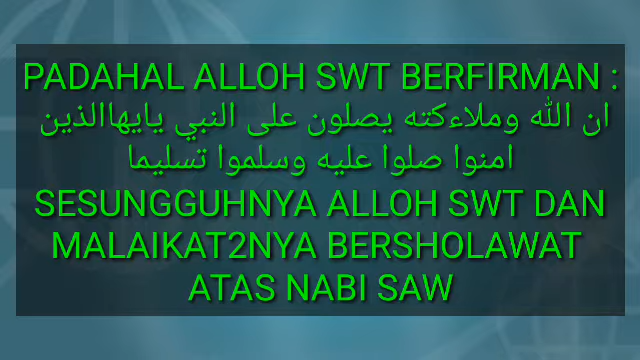 PADAHAL ALLOH SWT BERFIRMAN :
ان الله وملاءكته يصلون على النبي يايهاالذين
امنوا صلوا عليه وسلموا تسليما
SESUNGGUHNYA ALLOH SWT DAN
MALAIKAT2NYA BERSHOLAWAT
ATAS NABI SAW